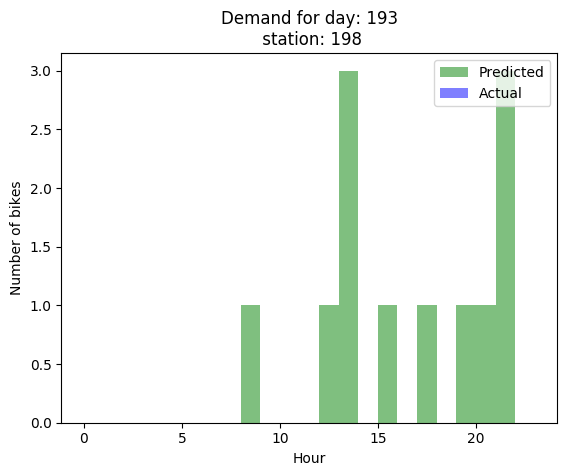 Demand for day: 193
station: 198
Predicted
Actual
Number of bikes
3.0
2.5
2.0
1.5
1.0
0.5
0.0
0
5
10
15
20
Hour